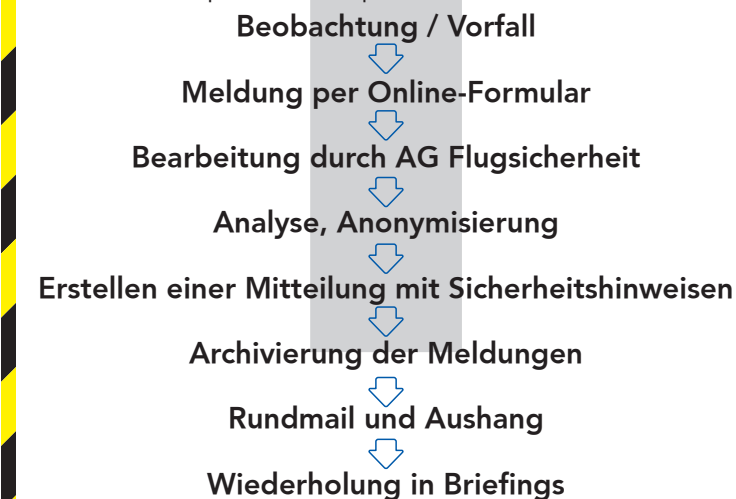 Beobachtung / Vorfall
Meldung per Online-Formular
Bearbeitung durch AG Flugsicherheit
Analyse, Anonymisierung
Erstellen einer Mitteilung mit Sicherheitshinweisen
Archivierung der Meldungen
Rundmail und Aushang
Wiederholung in Briefings